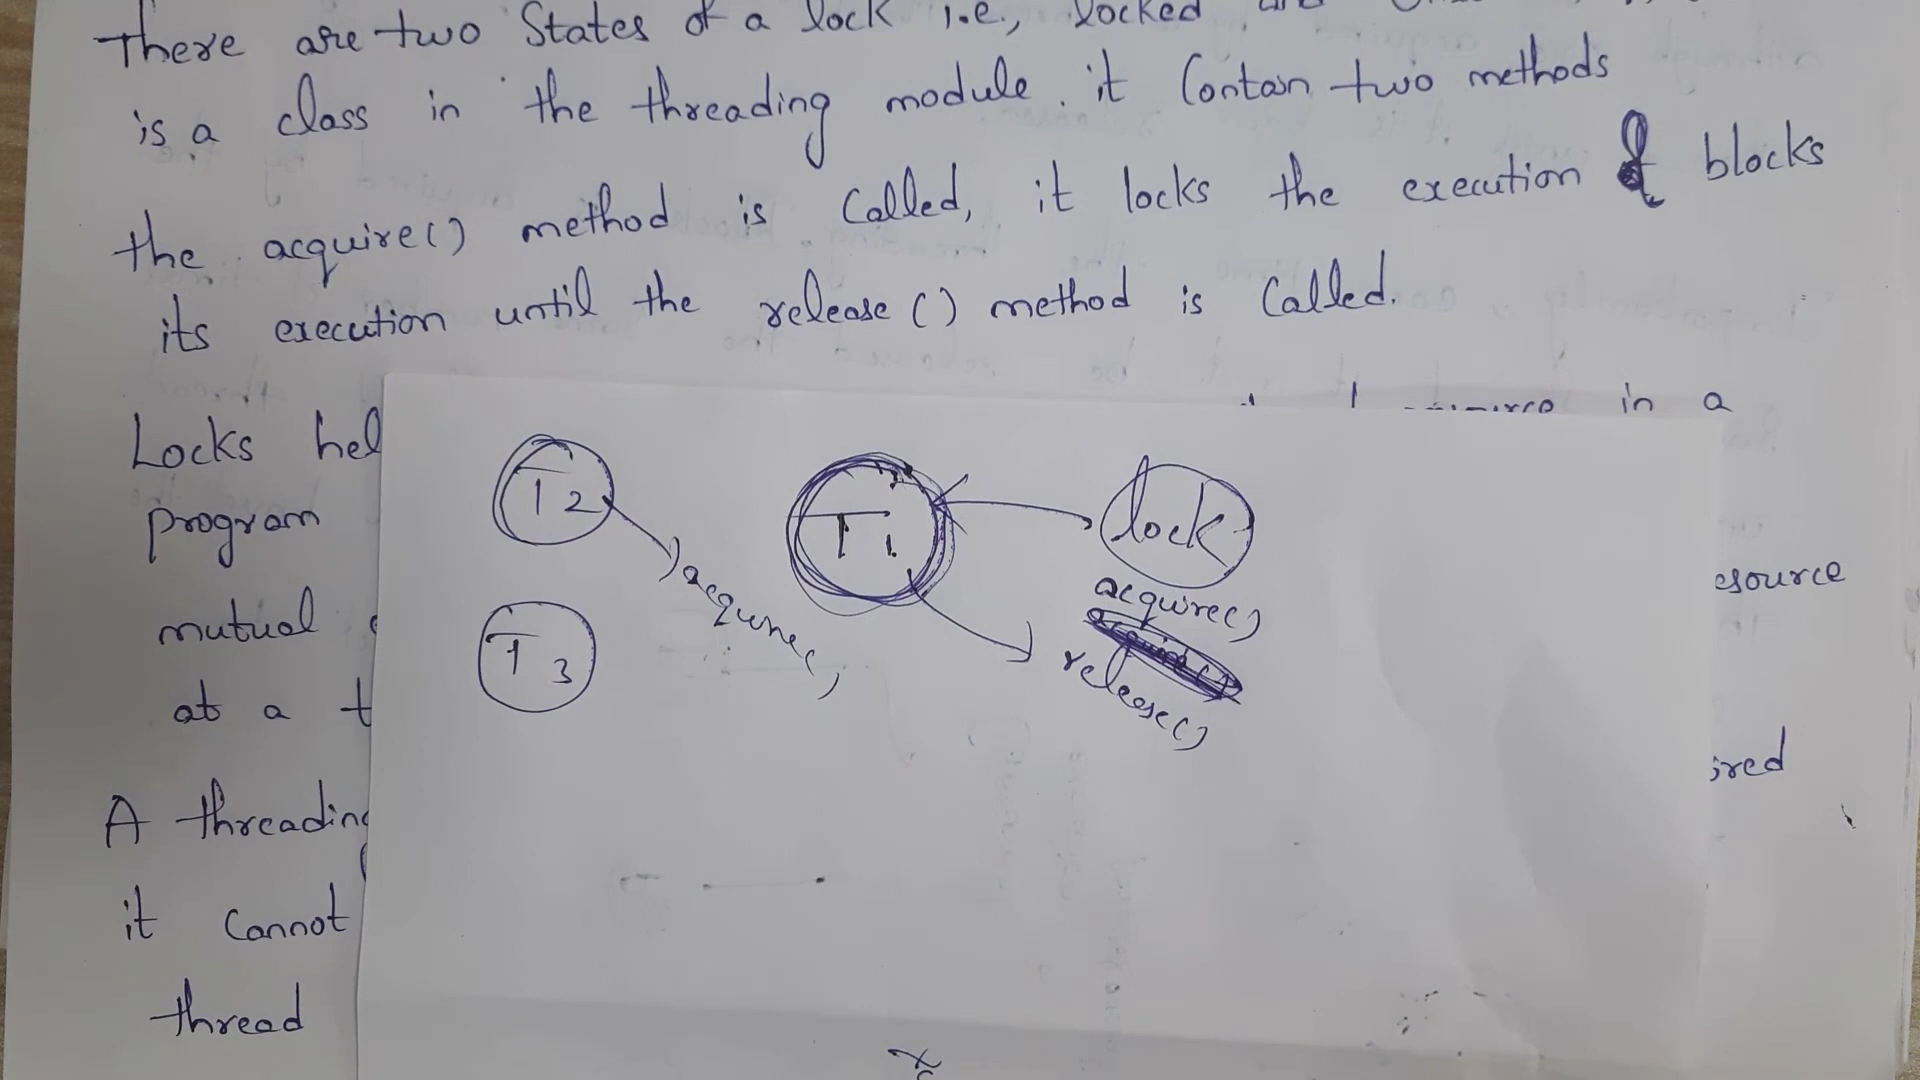 There are two States of a lock i.e., locked
is a class in the threading module. it Contain two methods
the acquire() method is Called, it locks the execution & blocks
its execution until the release () method is Called.
in a
Locks hel
program
esource
mutual
at a t
ired
A threading
it Cannot
thread
T2
T1
lock
acquire()
acquire()
release()
T3